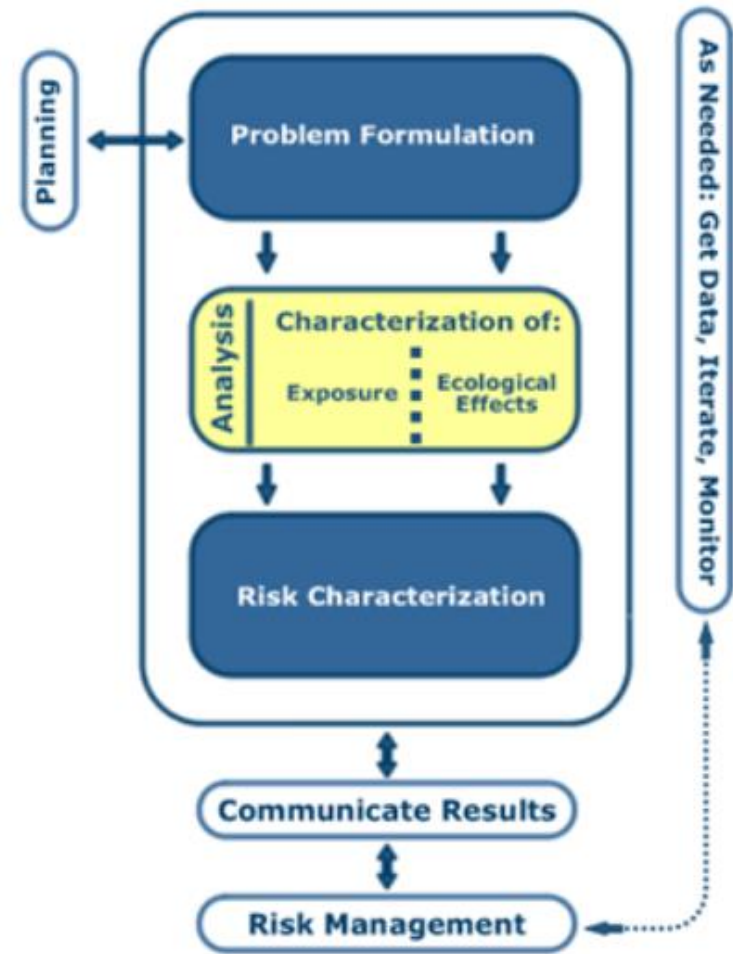 Planning
Problem Formulation
Analysis
Characterization of:
Exposure
Ecological
Effects
Risk Characterization
Communicate Results
Risk Management
As Needed: Get Data, Iterate, Monitor